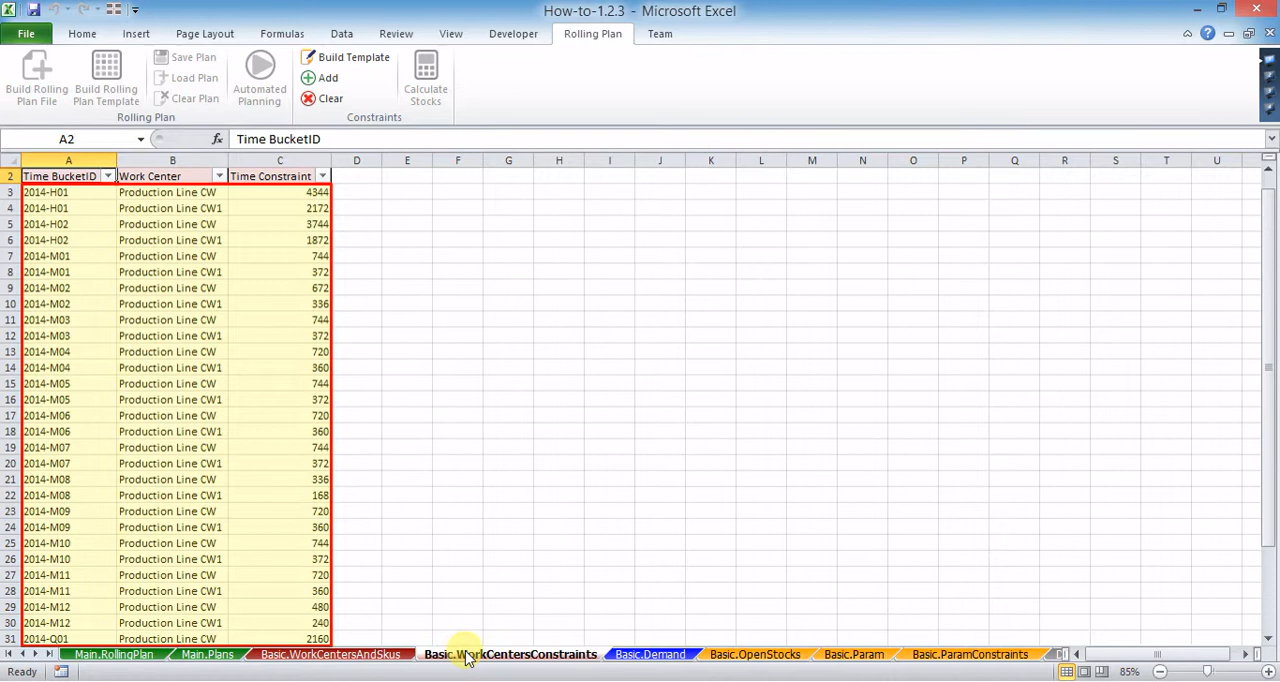 How-to-1.2.3 - Microsoft Excel
File Home Insert Page Layout Formulas Data Review View Developer Rolling Plan Team
Build Rolling Plan File
Build Rolling Plan Template
Save Plan
Load Plan
Clear Plan
Automated Planning
Rolling Plan
Build Template
Add
Clear
Constraints
Calculate Stocks
A2 fx Time BucketID
A B C D E F G H I J K L M N O P Q R S T U
2 Time BucketID Work Center Time Constraint
3 2014-H01 Production Line CW 4344
4 2014-H01 Production Line CW1 2172
5 2014-H02 Production Line CW 3744
6 2014-H02 Production Line CW1 1872
7 2014-M01 Production Line CW 744
8 2014-M01 Production Line CW1 372
9 2014-M02 Production Line CW 672
10 2014-M02 Production Line CW1 336
11 2014-M03 Production Line CW 744
12 2014-M03 Production Line CW1 372
13 2014-M04 Production Line CW 720
14 2014-M04 Production Line CW1 360
15 2014-M05 Production Line CW 744
16 2014-M05 Production Line CW1 372
17 2014-M06 Production Line CW 720
18 2014-M06 Production Line CW1 360
19 2014-M07 Production Line CW 744
20 2014-M07 Production Line CW1 372
21 2014-M08 Production Line CW 336
22 2014-M08 Production Line CW1 168
23 2014-M09 Production Line CW 720
24 2014-M09 Production Line CW1 360
25 2014-M10 Production Line CW 744
26 2014-M10 Production Line CW1 372
27 2014-M11 Production Line CW 720
28 2014-M11 Production Line CW1 360
29 2014-M12 Production Line CW 480
30 2014-M12 Production Line CW1 240
31 2014-Q01 Production Line CW 2160
Main.RollingPlan Main.Plans Basic.WorkCentersAndSkus Basic.WorkCentersConstraints Basic.Demand Basic.OpenStocks Basic.Param Basic.ParamConstraints
Ready 85%